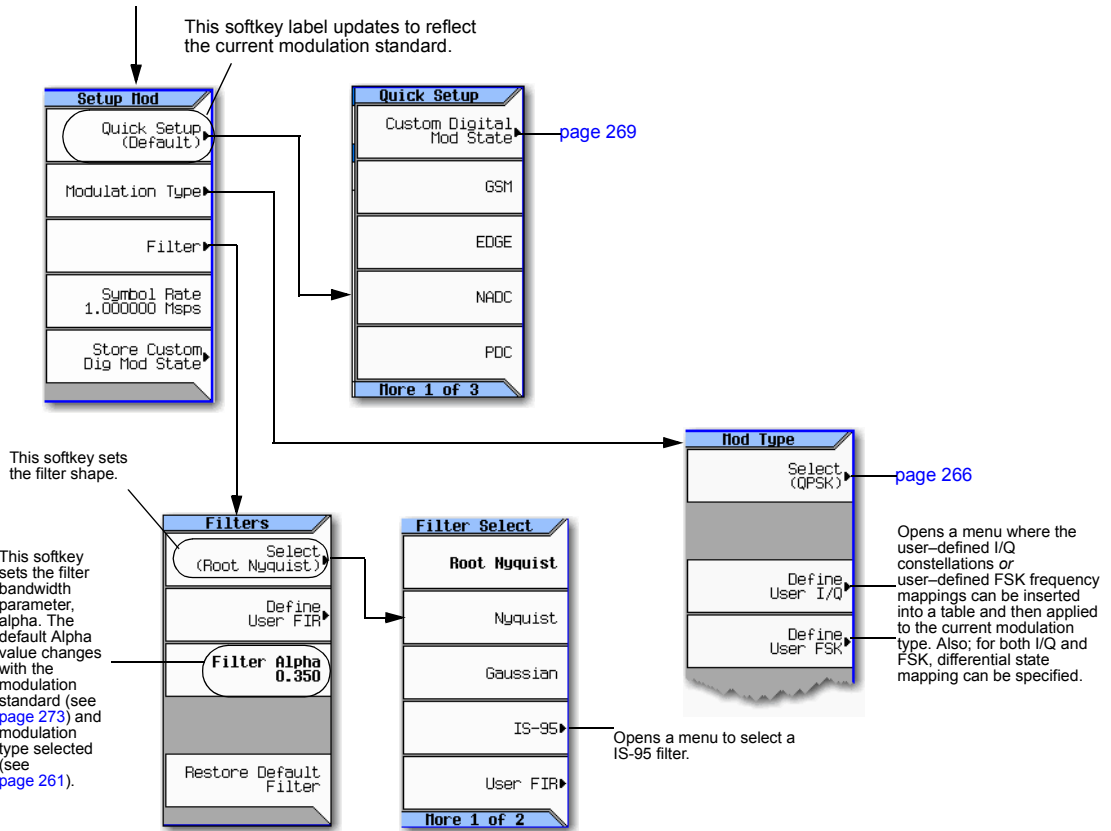 This softkey label updates to reflect
the current modulation standard.
Setup Mod
Quick Setup
(Default)
Modulation Type
Filter
Symbol Rate
1.000000 Msps
Store Custom
Dig Mod State
Quick Setup
Custom Digital
Mod State
page 269
GSM
EDGE
NADC
PDC
More 1 of 3
Mod Type
Select
(QPSK)
page 266
Define
User I/Q
Define
User FSK
Opens a menu where the
user–defined I/Q
constellations or
user–defined FSK frequency
mappings can be inserted
into a table and then applied
to the current modulation
type. Also; for both I/Q and
FSK, differential state
mapping can be specified.
This softkey sets
the filter shape.
This softkey
sets the filter
bandwidth
parameter,
alpha. The
default Alpha
value changes
with the
modulation
standard (see
page 273) and
modulation
type selected
(see
page 261).
Filters
Select
(Root Nyquist)
Define
User FIR
Filter Alpha
0.350
Restore Default
Filter
Filter Select
Root Nyquist
Nyquist
Gaussian
IS-95
User FIR
More 1 of 2
Opens a menu to select a
IS-95 filter.